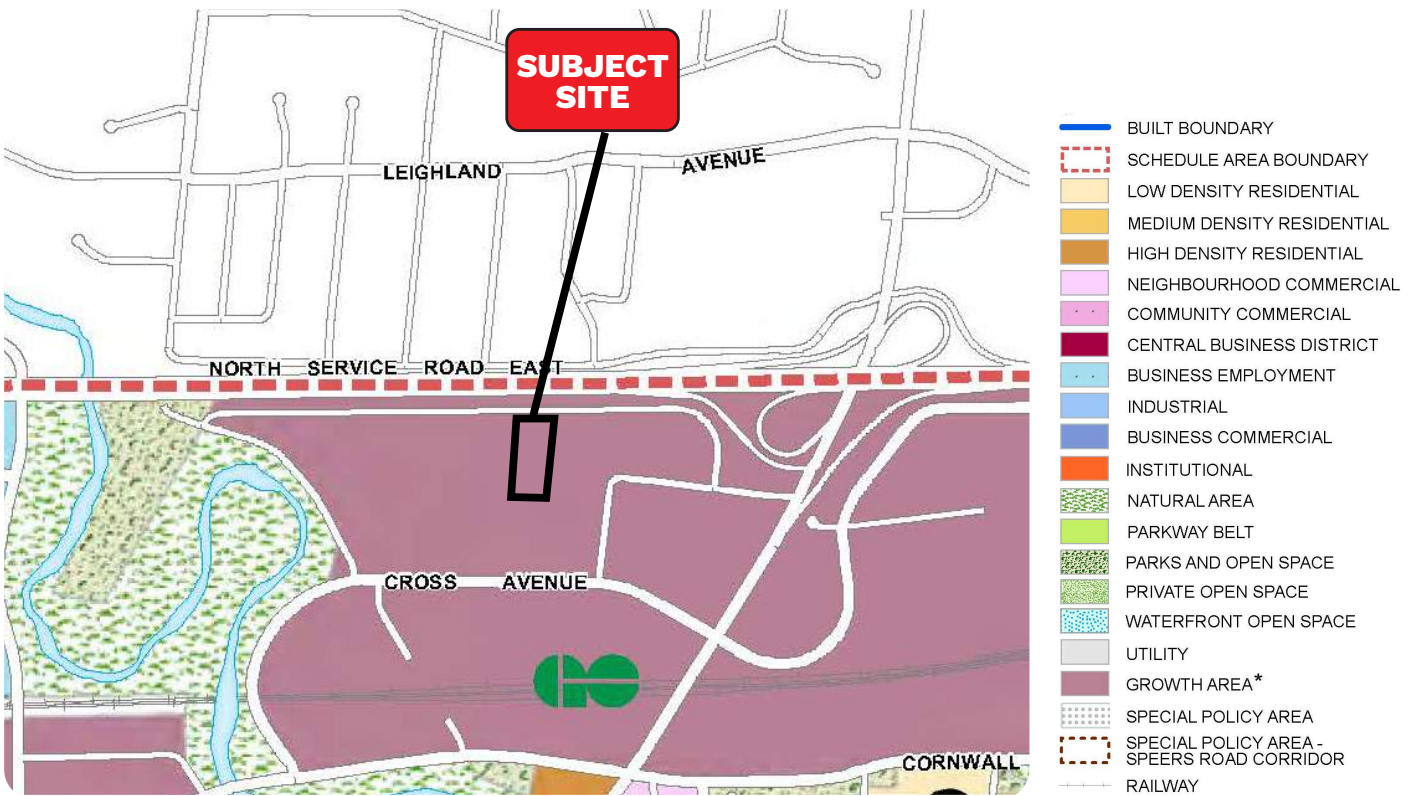 SUBJECT
SITE
LEIGHLAND AVENUE
NORTH SERVICE ROAD EAST
CROSS AVENUE
GO
CORNWALL
BUILT BOUNDARY
SCHEDULE AREA BOUNDARY
LOW DENSITY RESIDENTIAL
MEDIUM DENSITY RESIDENTIAL
HIGH DENSITY RESIDENTIAL
NEIGHBOURHOOD COMMERCIAL
COMMUNITY COMMERCIAL
CENTRAL BUSINESS DISTRICT
BUSINESS EMPLOYMENT
INDUSTRIAL
BUSINESS COMMERCIAL
INSTITUTIONAL
NATURAL AREA
PARKWAY BELT
PARKS AND OPEN SPACE
PRIVATE OPEN SPACE
WATERFRONT OPEN SPACE
UTILITY
GROWTH AREA*
SPECIAL POLICY AREA
SPECIAL POLICY AREA -
SPEERS ROAD CORRIDOR
RAILWAY